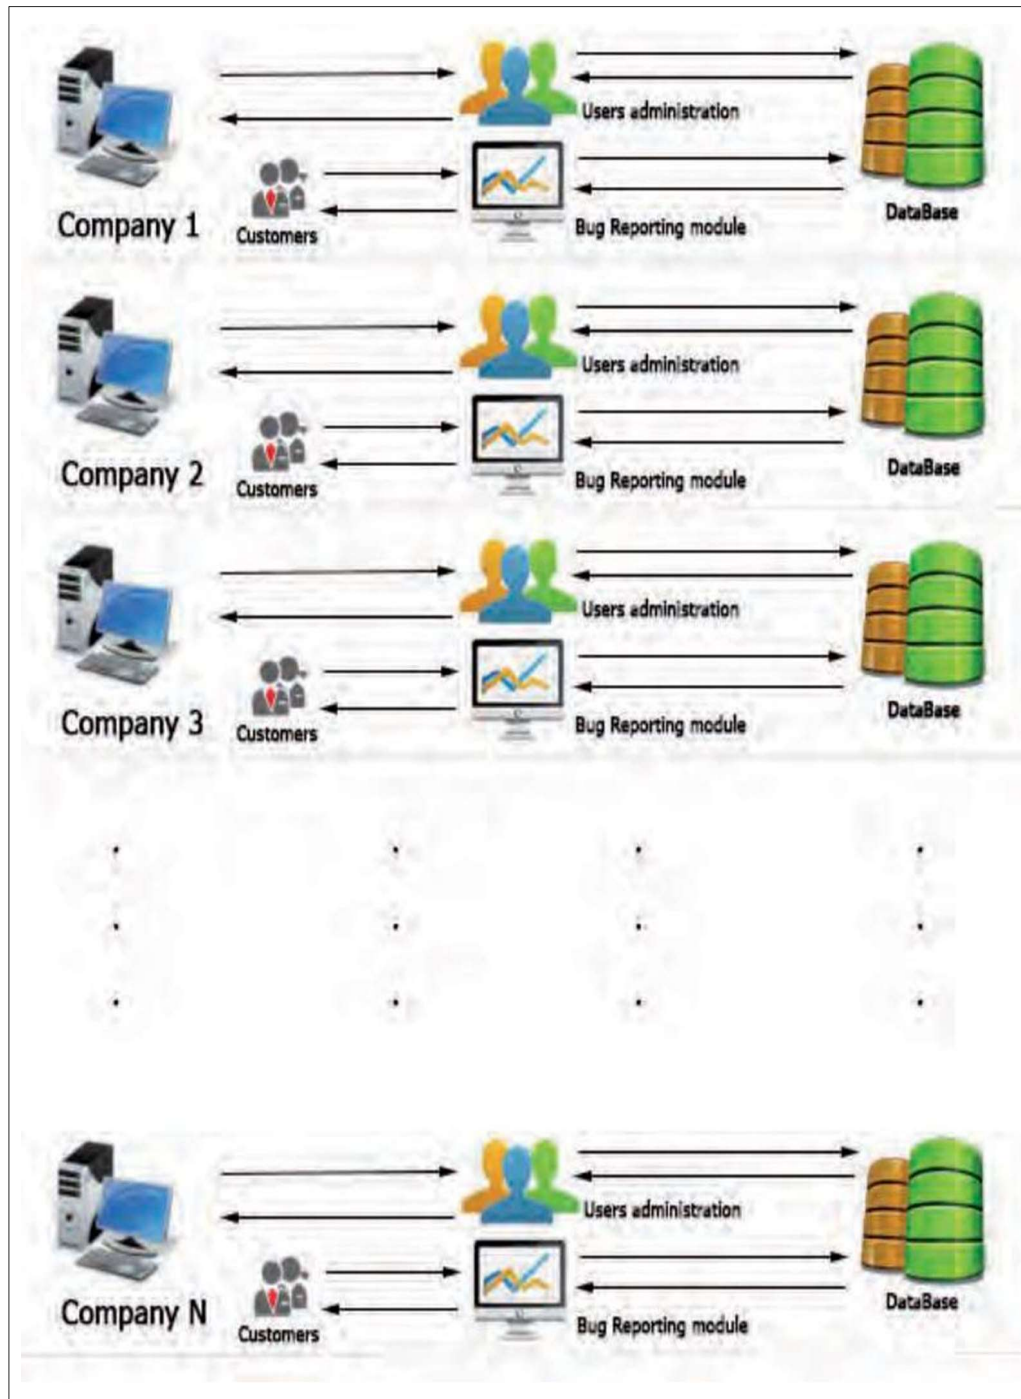 Users administration
Company 1
Customers
Bug Reporting module
DataBase
Users administration
Company 2
Customers
Bug Reporting module
DataBase
Users administration
Company 3
Customers
Bug Reporting module
DataBase
Users administration
Company N
Customers
Bug Reporting module
DataBase